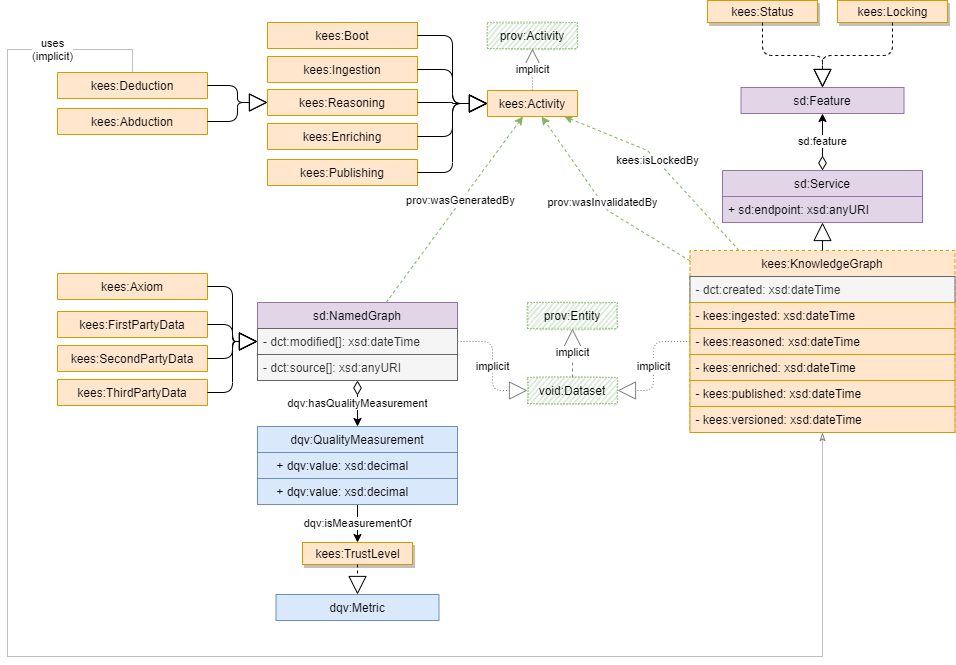 kees:Status
kees:Locking
uses
(implicit)
kees:Boot
prov:Activity
kees:Ingestion
implicit
kees:Deduction
kees:Reasoning
kees:Activity
sd:Feature
kees:Abduction
kees:Enriching
sd:feature
kees:Publishing
kees:isLockedBy
sd:Service
prov:wasGeneratedBy
prov:wasInvalidatedBy
+ sd:endpoint: xsd:anyURI
kees:KnowledgeGraph
- dct:created: xsd:dateTime
- kees:ingested: xsd:dateTime
- kees:reasoned: xsd:dateTime
- kees:enriched: xsd:dateTime
- kees:published: xsd:dateTime
- kees:versioned: xsd:dateTime
kees:Axiom
kees:FirstPartyData
kees:SecondPartyData
kees:ThirdPartyData
sd:NamedGraph
- dct:modified[]: xsd:dateTime
- dct:source[]: xsd:anyURI
prov:Entity
implicit
implicit
implicit
void:Dataset
dqv:hasQualityMeasurement
dqv:QualityMeasurement
+ dqv:value: xsd:decimal
+ dqv:value: xsd:decimal
dqv:isMeasurementOf
kees:TrustLevel
dqv:Metric